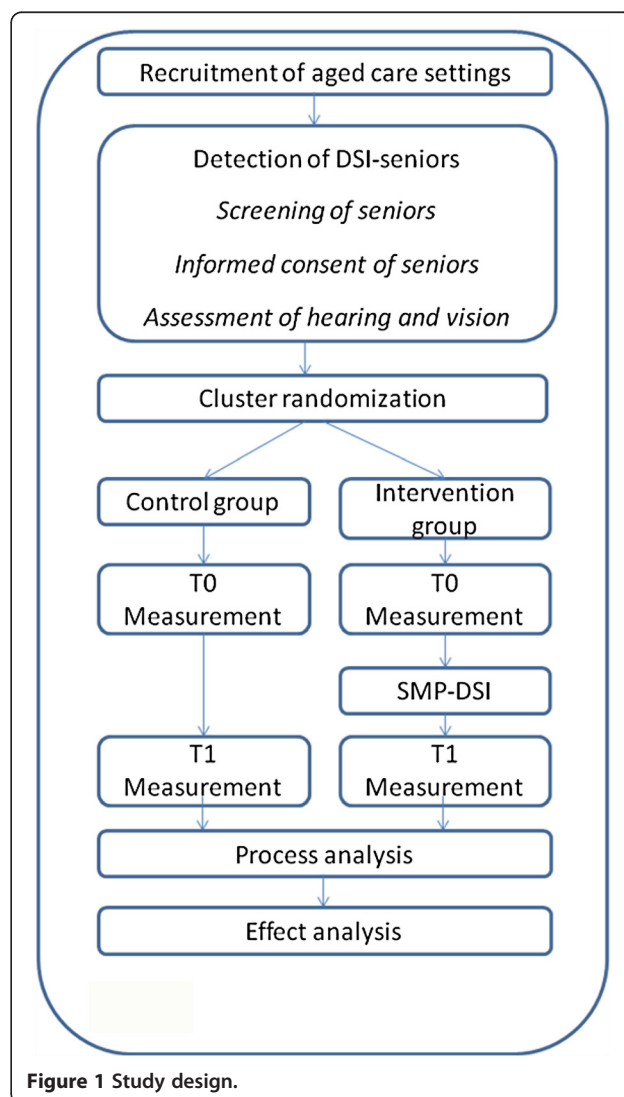 Recruitment of aged care settings
Detection of DSI-seniors
Screening of seniors
Informed consent of seniors
Assessment of hearing and vision
Cluster randomization
Control group
Intervention
group
T0
Measurement
T0
Measurement
SMP-DSI
T1
Measurement
T1
Measurement
Process analysis
Effect analysis
Figure 1 Study design.